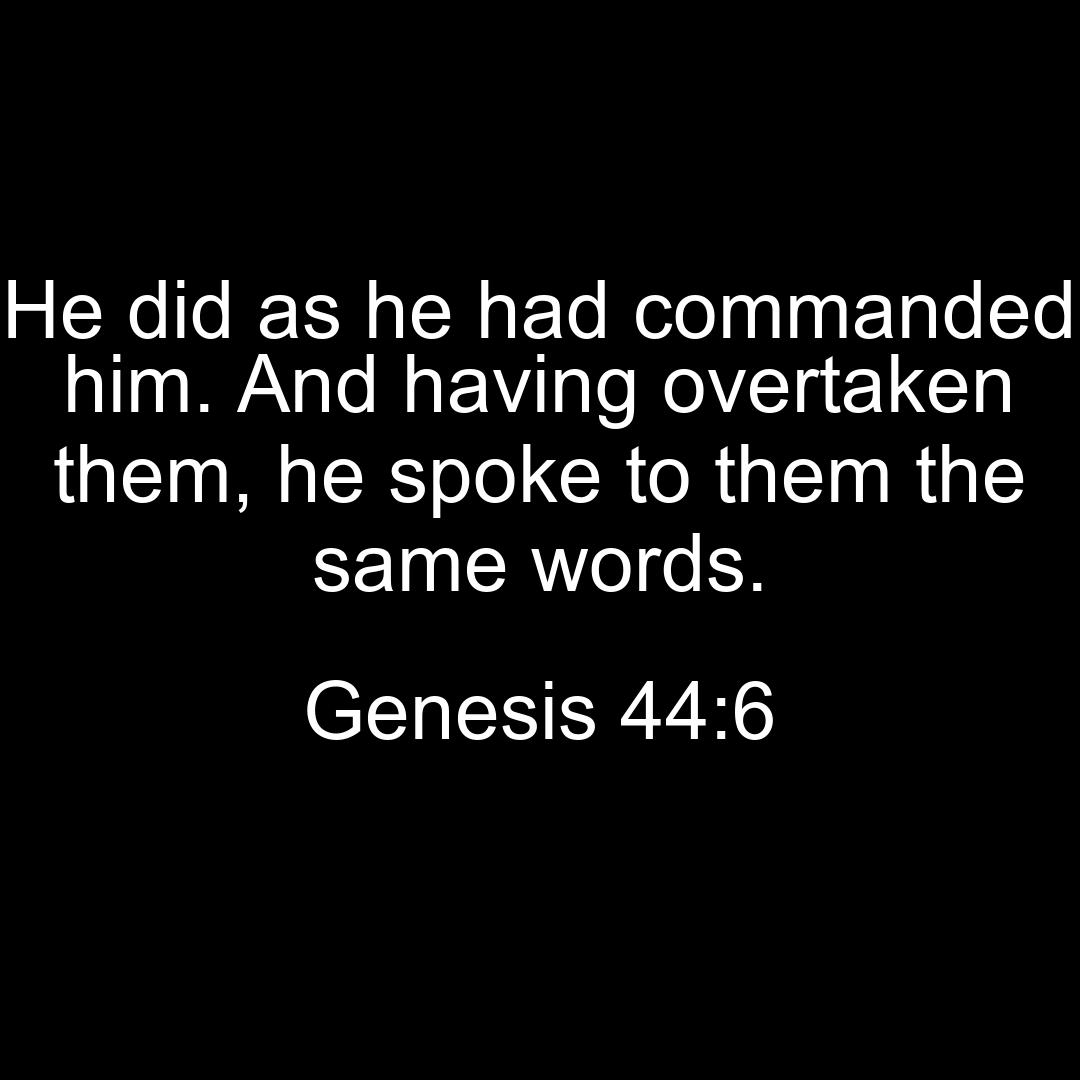 He did as he had commanded
him. And having overtaken
them, he spoke to them the
same words.
Genesis 44:6